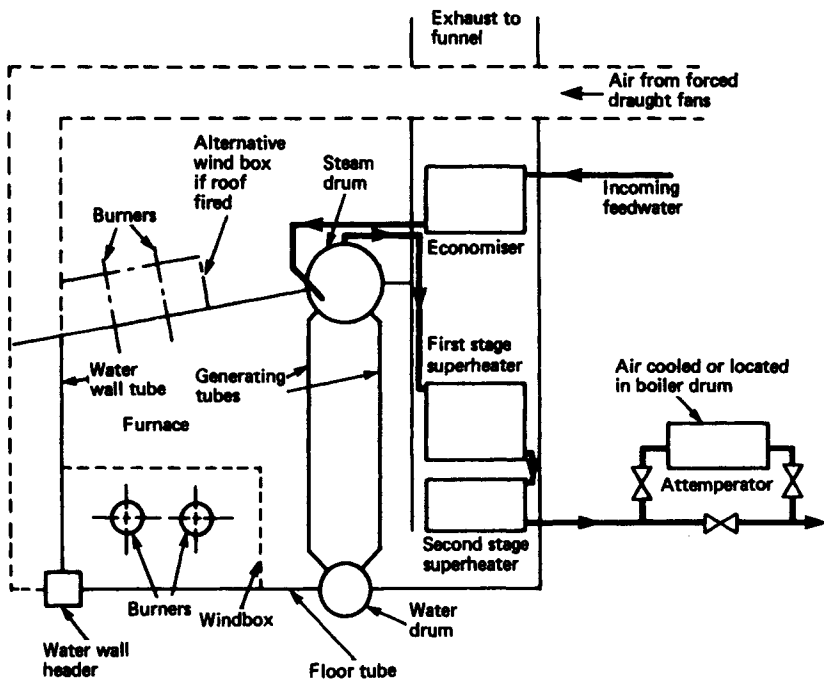 Exhaust to
funnel
Air from forced
draught fans
Alternative
wind box
if roof
fired
Steam
drum
Burners
Incoming
feedwater
Economiser
First stage
superheater
Water
wall tube
Generating
tubes
Air cooled or located
in boiler drum
Furnace
Attemperator
Second stage
superheater
Burners
Windbox
Water
drum
Water wall
header
Floor tube